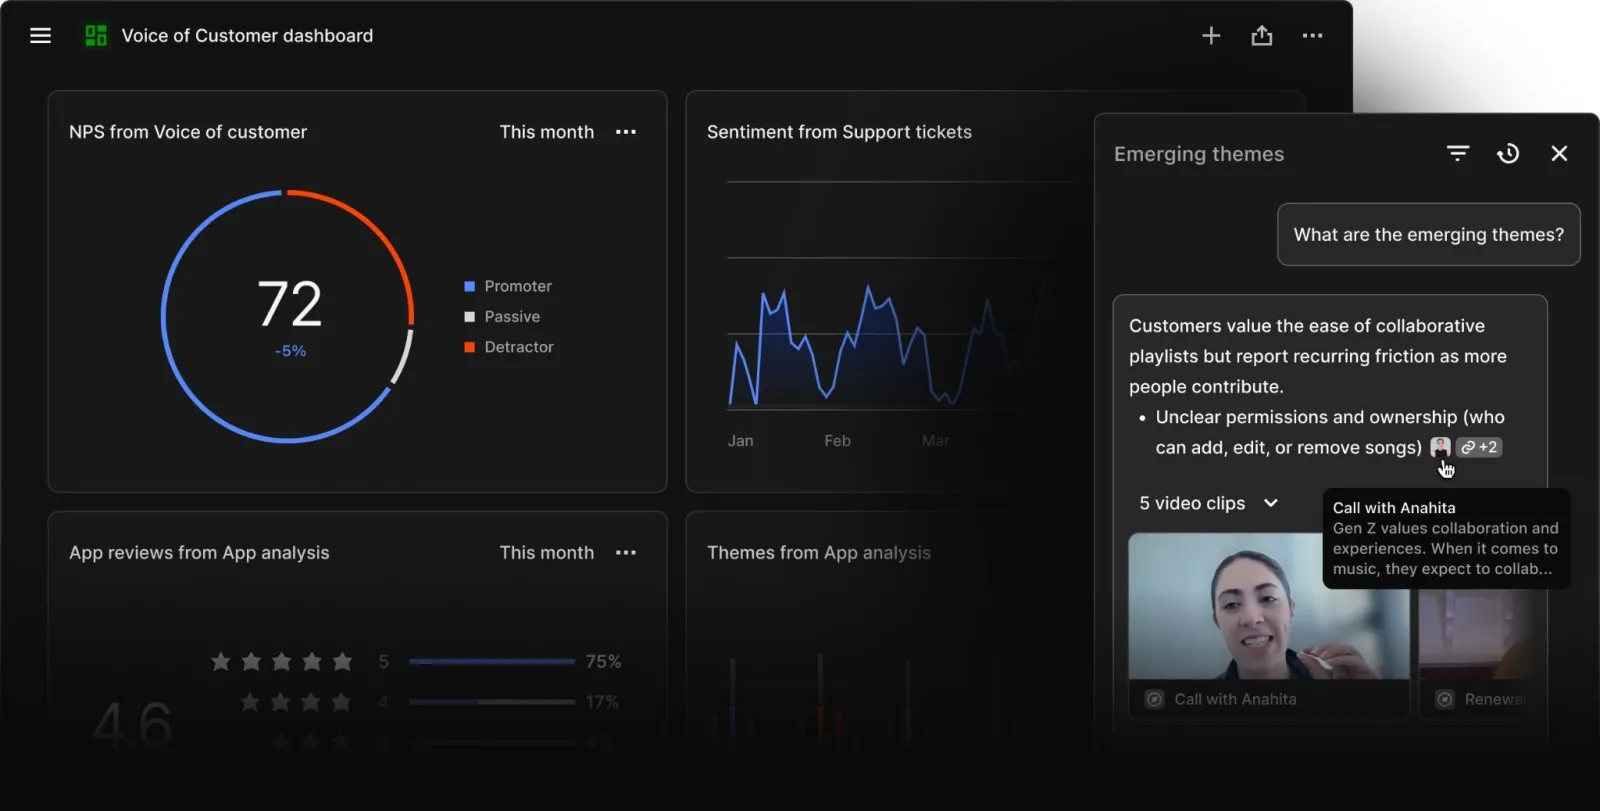 Voice of Customer dashboard
NPS from Voice of customer
This month
72
-5%
Promoter
Passive
Detractor
Sentiment from Support tickets
Jan
Feb
Mar
App reviews from App analysis
This month
4.6
5
75%
4
17%
Themes from App analysis
Emerging themes
What are the emerging themes?
Customers value the ease of collaborative
playlists but report recurring friction as more
people contribute.
• Unclear permissions and ownership (who
can add, edit, or remove songs)
+2
5 video clips
Call with Anahita
Gen Z values collaboration and
experiences. When it comes to
music, they expect to collab...
Call with Anahita